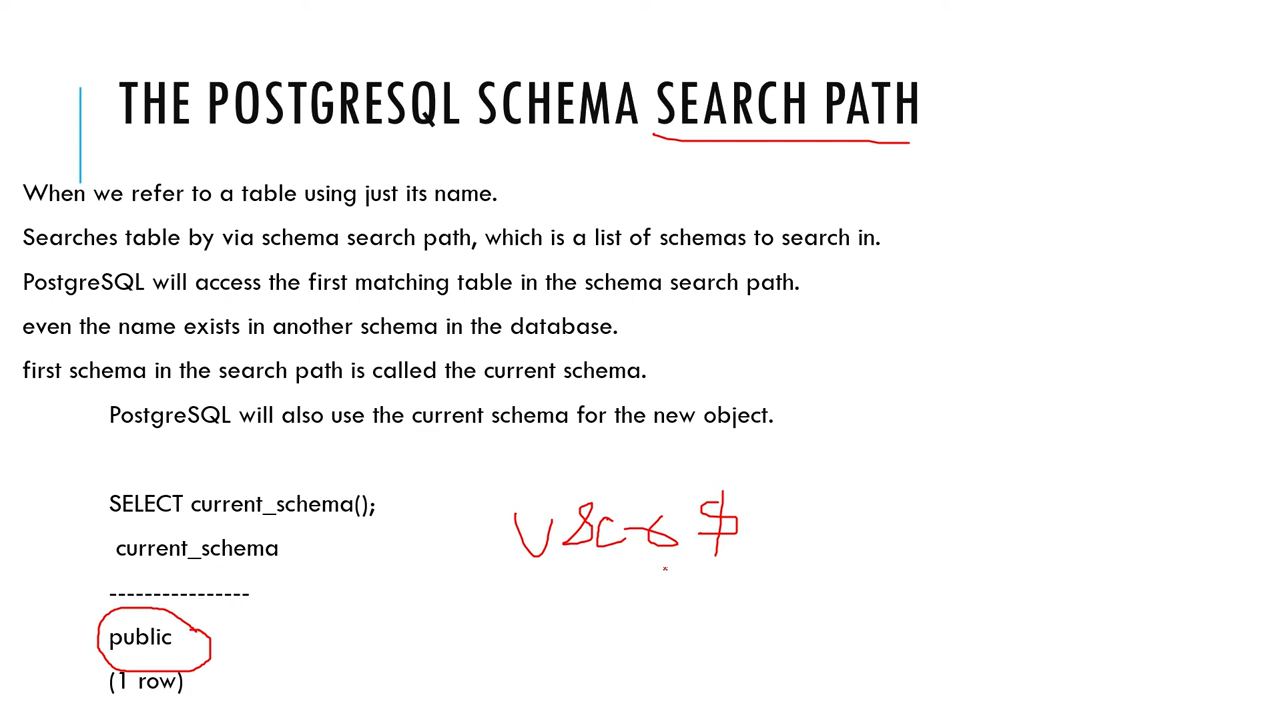 THE POSTGRESQL SCHEMA SEARCH PATH
When we refer to a table using just its name.
Searches table by via schema search path, which is a list of schemas to search in.
PostgreSQL will access the first matching table in the schema search path.
even the name exists in another schema in the database.
first schema in the search path is called the current schema.
PostgreSQL will also use the current schema for the new object.
SELECT current_schema();
current_schema
$
----------------
public
(1 row)